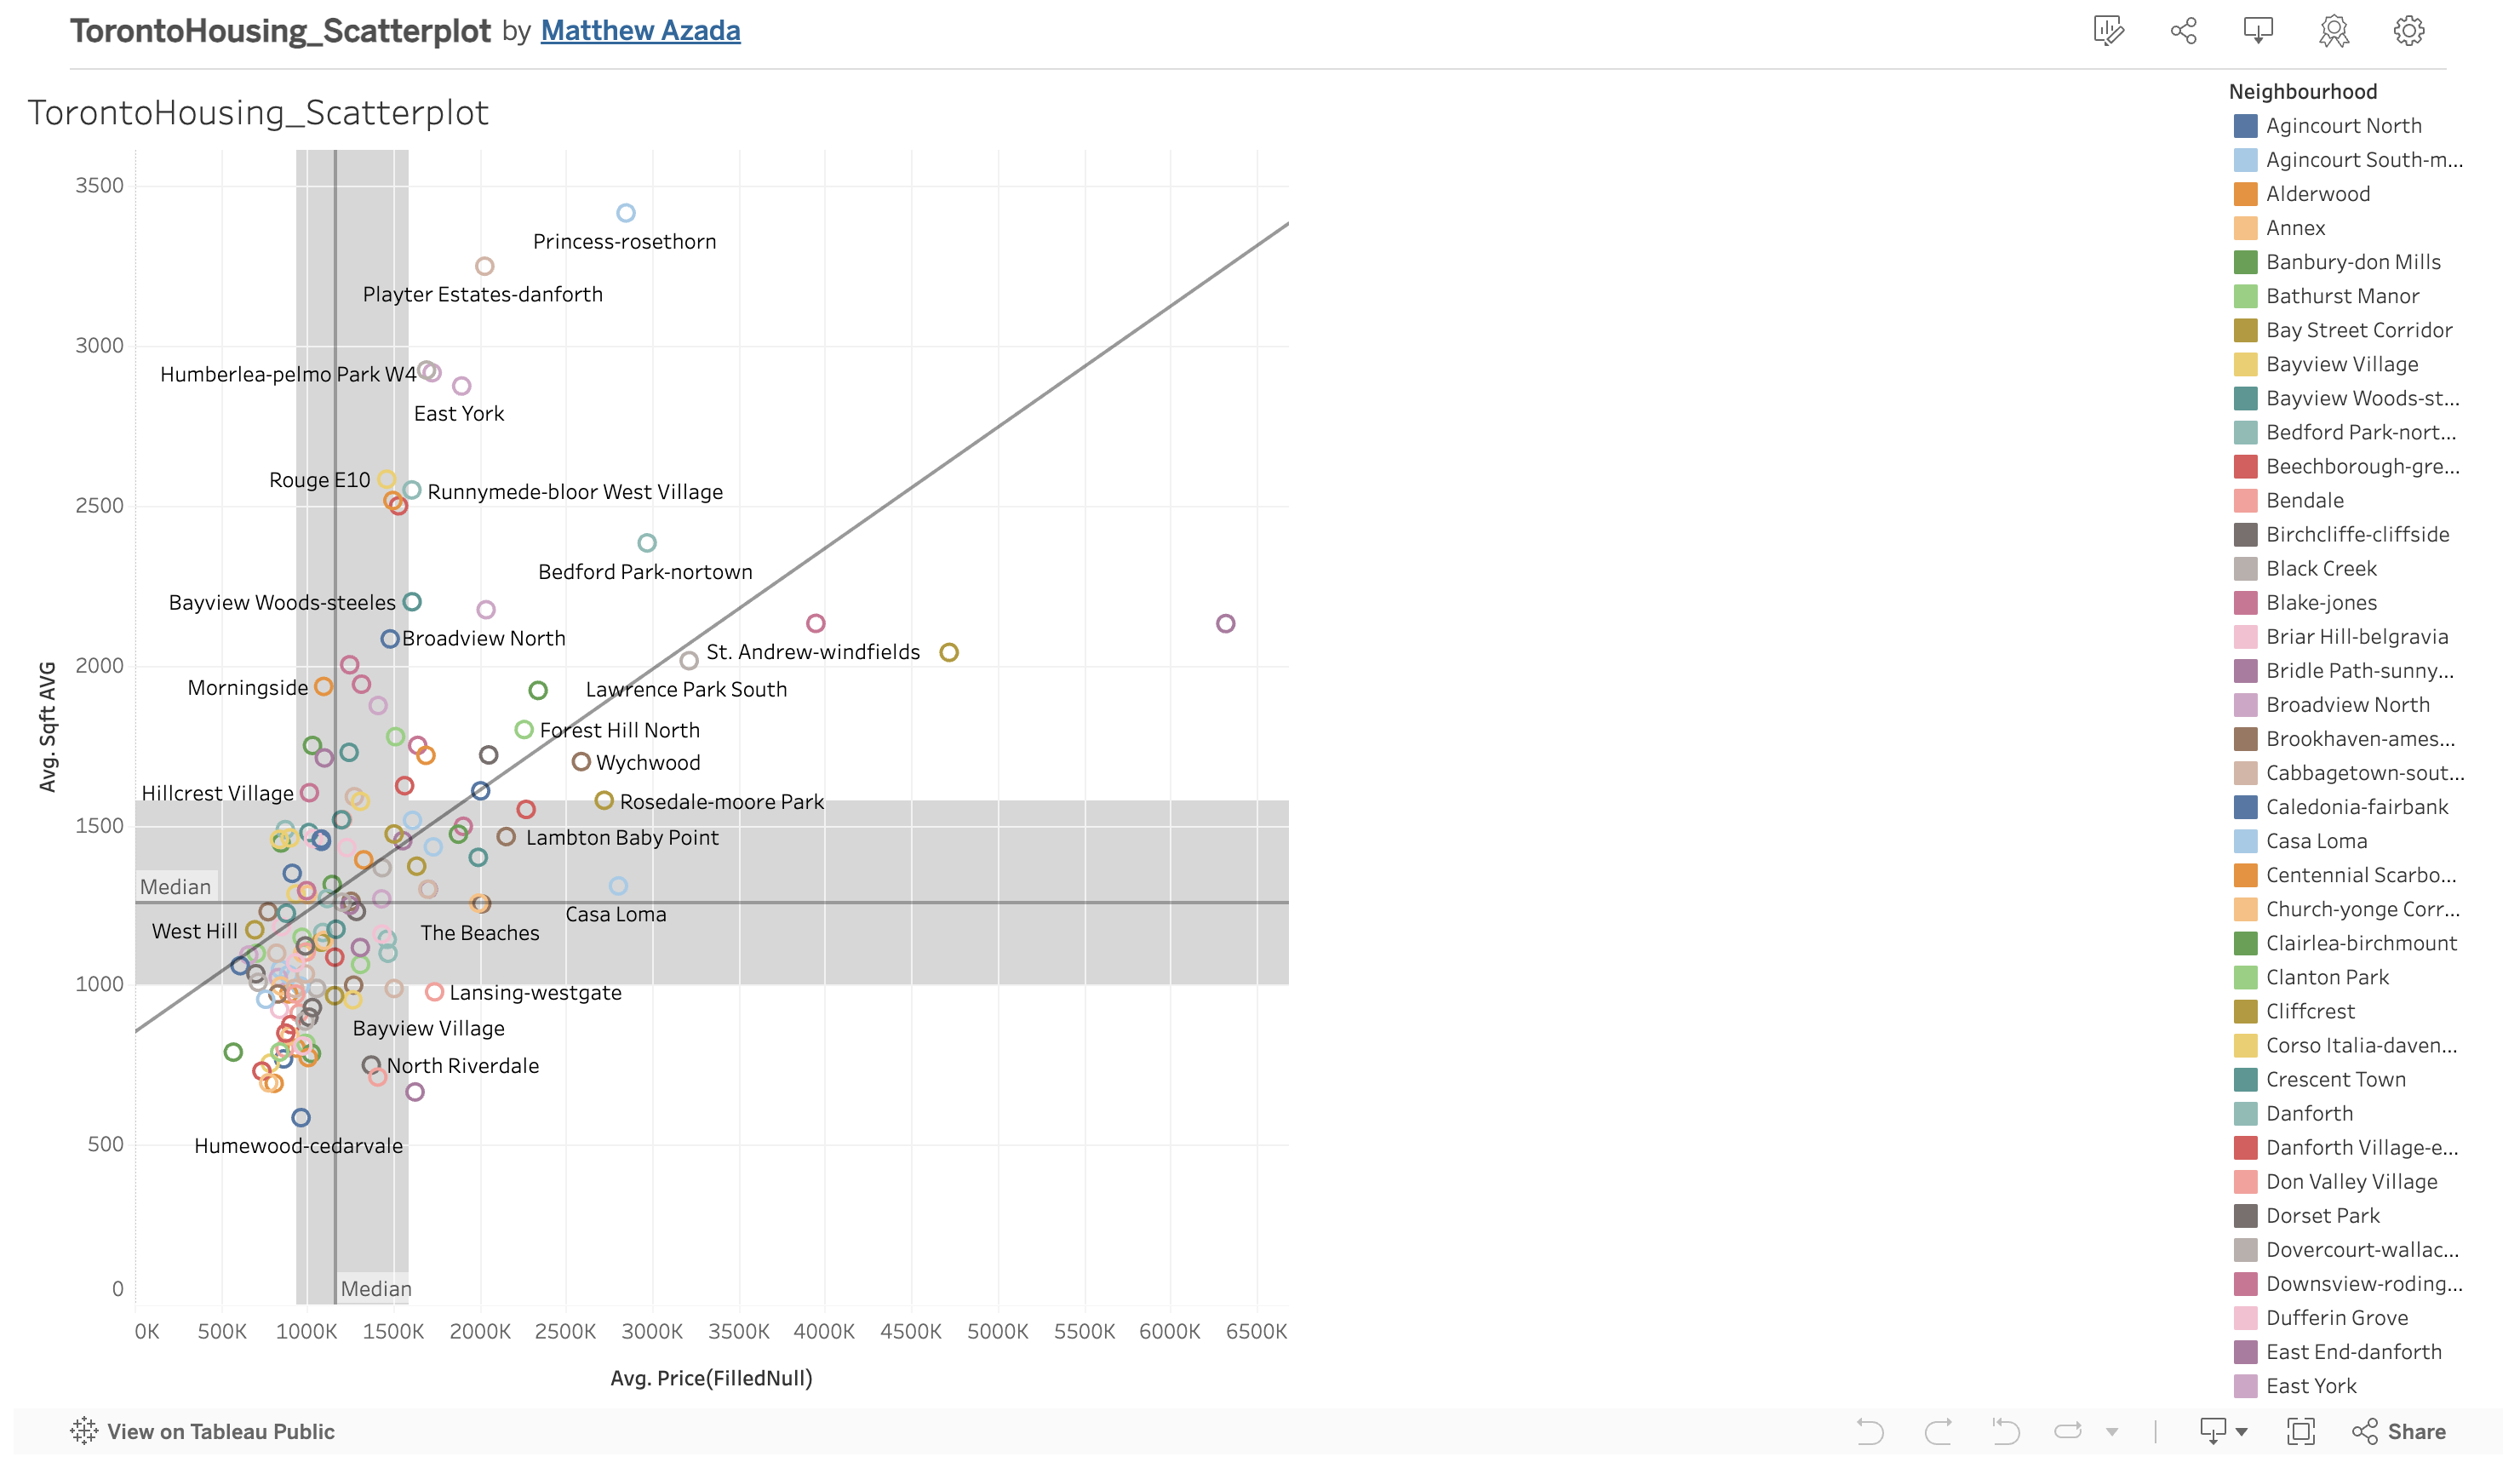 TorontoHousing_Scatterplot by Matthew Azada
TorontoHousing_Scatterplot
3500
3000
2500
2000
1500
1000
500
0
Avg. Sqft AVG
Princess-rosethorn
Playter Estates-danforth
Humberlea-pelmo Park W4
East York
Rouge E10
Runnymede-bloor West Village
Bedford Park-nortown
Bayview Woods-steeles
Broadview North
St. Andrew-windfields
Morningside
Lawrence Park South
Forest Hill North
Wychwood
Hillcrest Village
Rosedale-moore Park
Lambton Baby Point
Median
Casa Loma
West Hill
The Beaches
Lansing-westgate
Bayview Village
North Riverdale
Humewood-cedarvale
Median
0K
500K
1000K
1500K
2000K
2500K
3000K
3500K
4000K
4500K
5000K
5500K
6000K
6500K
Avg. Price(FilledNull)
Neighbourhood
Agincourt North
Agincourt South-m...
Alderwood
Annex
Banbury-don Mills
Bathurst Manor
Bay Street Corridor
Bayview Village
Bayview Woods-st...
Bedford Park-nort...
Beechborough-gre...
Bendale
Birchcliffe-cliffside
Black Creek
Blake-jones
Briar Hill-belgravia
Bridle Path-sunny...
Broadview North
Brookhaven-ames...
Cabbagetown-sout...
Caledonia-fairbank
Casa Loma
Centennial Scarbo...
Church-yonge Corr...
Clairlea-birchmount
Clanton Park
Cliffcrest
Corso Italia-daven...
Crescent Town
Danforth
Danforth Village-e...
Don Valley Village
Dorset Park
Dovercourt-wallac...
Downsview-roding...
Dufferin Grove
East End-danforth
East York
View on Tableau Public
Share